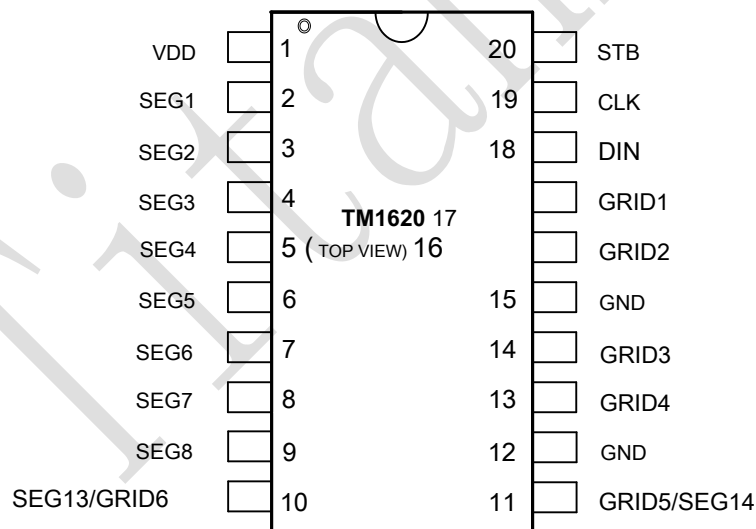 VDD 1 20 STB
SEG1 2 19 CLK
SEG2 3 18 DIN
SEG3 4 TM1620 17 GRID1
SEG4 5 ( TOP VIEW) 16 GRID2
SEG5 6 15 GND
SEG6 7 14 GRID3
SEG7 8 13 GRID4
SEG8 9 12 GND
SEG13/GRID6 10 11 GRID5/SEG14